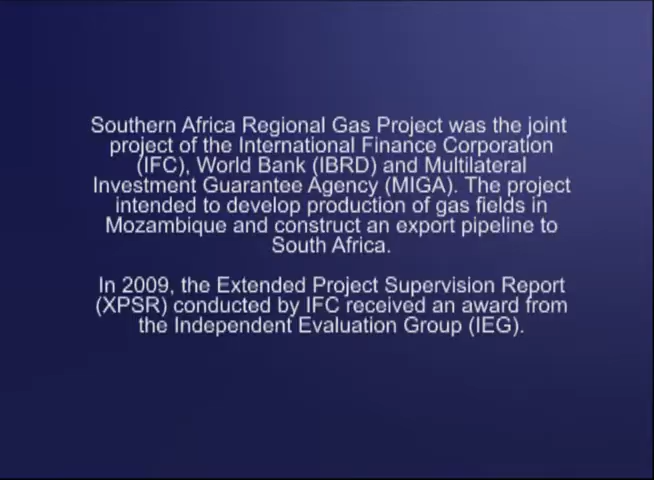 Southern Africa Regional Gas Project was the joint
project of the International Finance Corporation
(IFC), World Bank (IBRD) and Multilateral
Investment Guarantee Agency (MIGA). The project
intended to develop production of gas fields in
Mozambique and construct an export pipeline to
South Africa.
In 2009, the Extended Project Supervision Report
(XPSR) conducted by IFC received an award from
the Independent Evaluation Group (IEG).